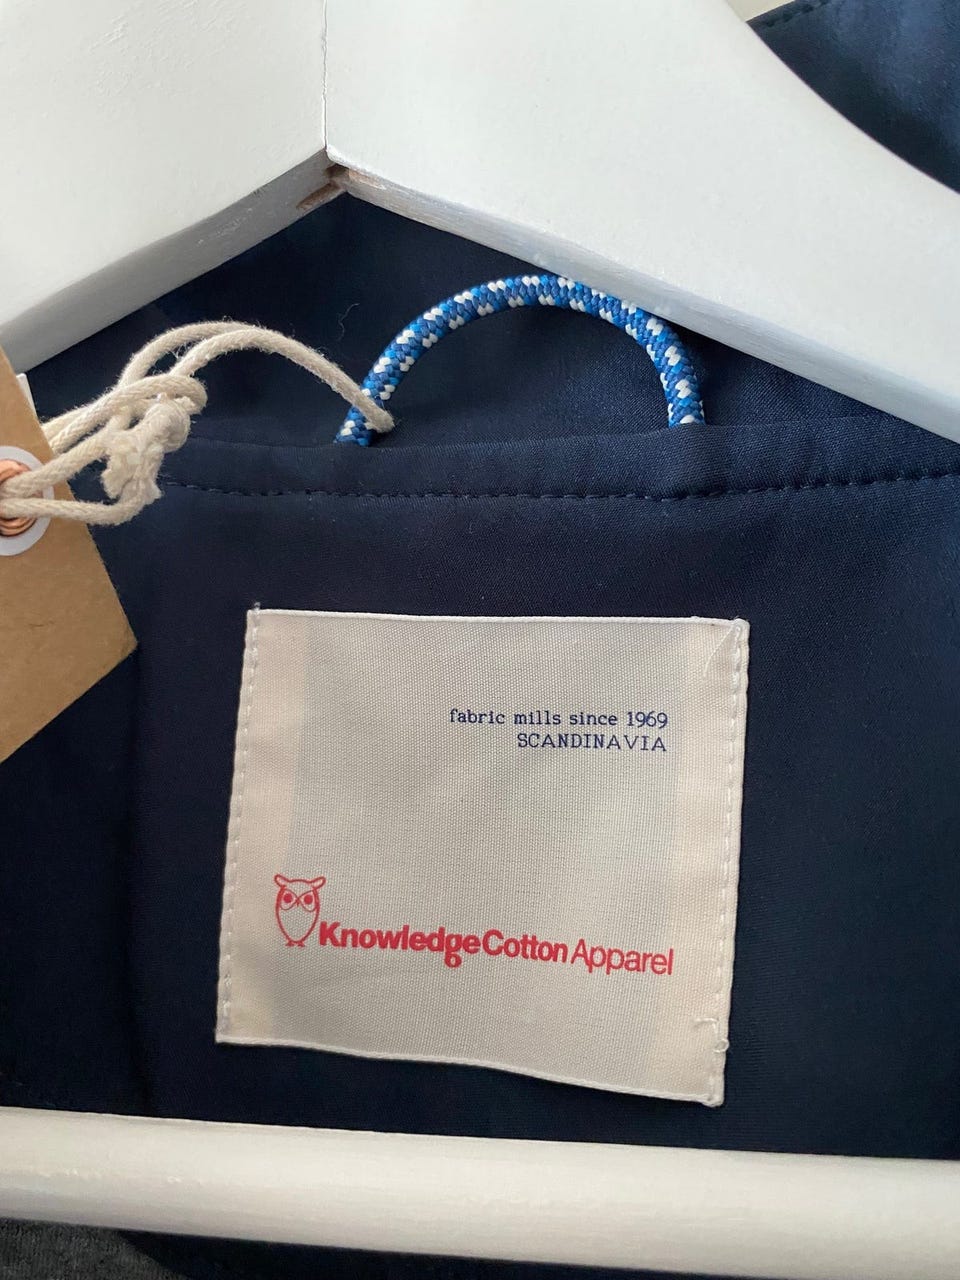 fabric mills since 1969
SCANDINAVIA
KnowledgeCotton Apparel